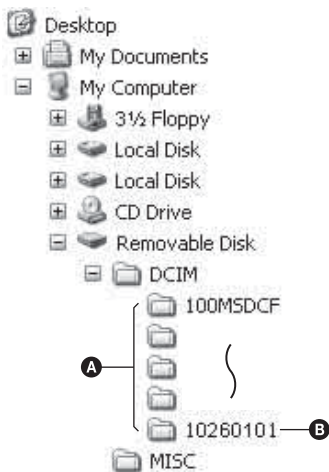 Desktop
My Documents
My Computer
3½ Floppy
Local Disk
Local Disk
CD Drive
Removable Disk
DCIM
100MSDCF
A
10260101
B
MISC